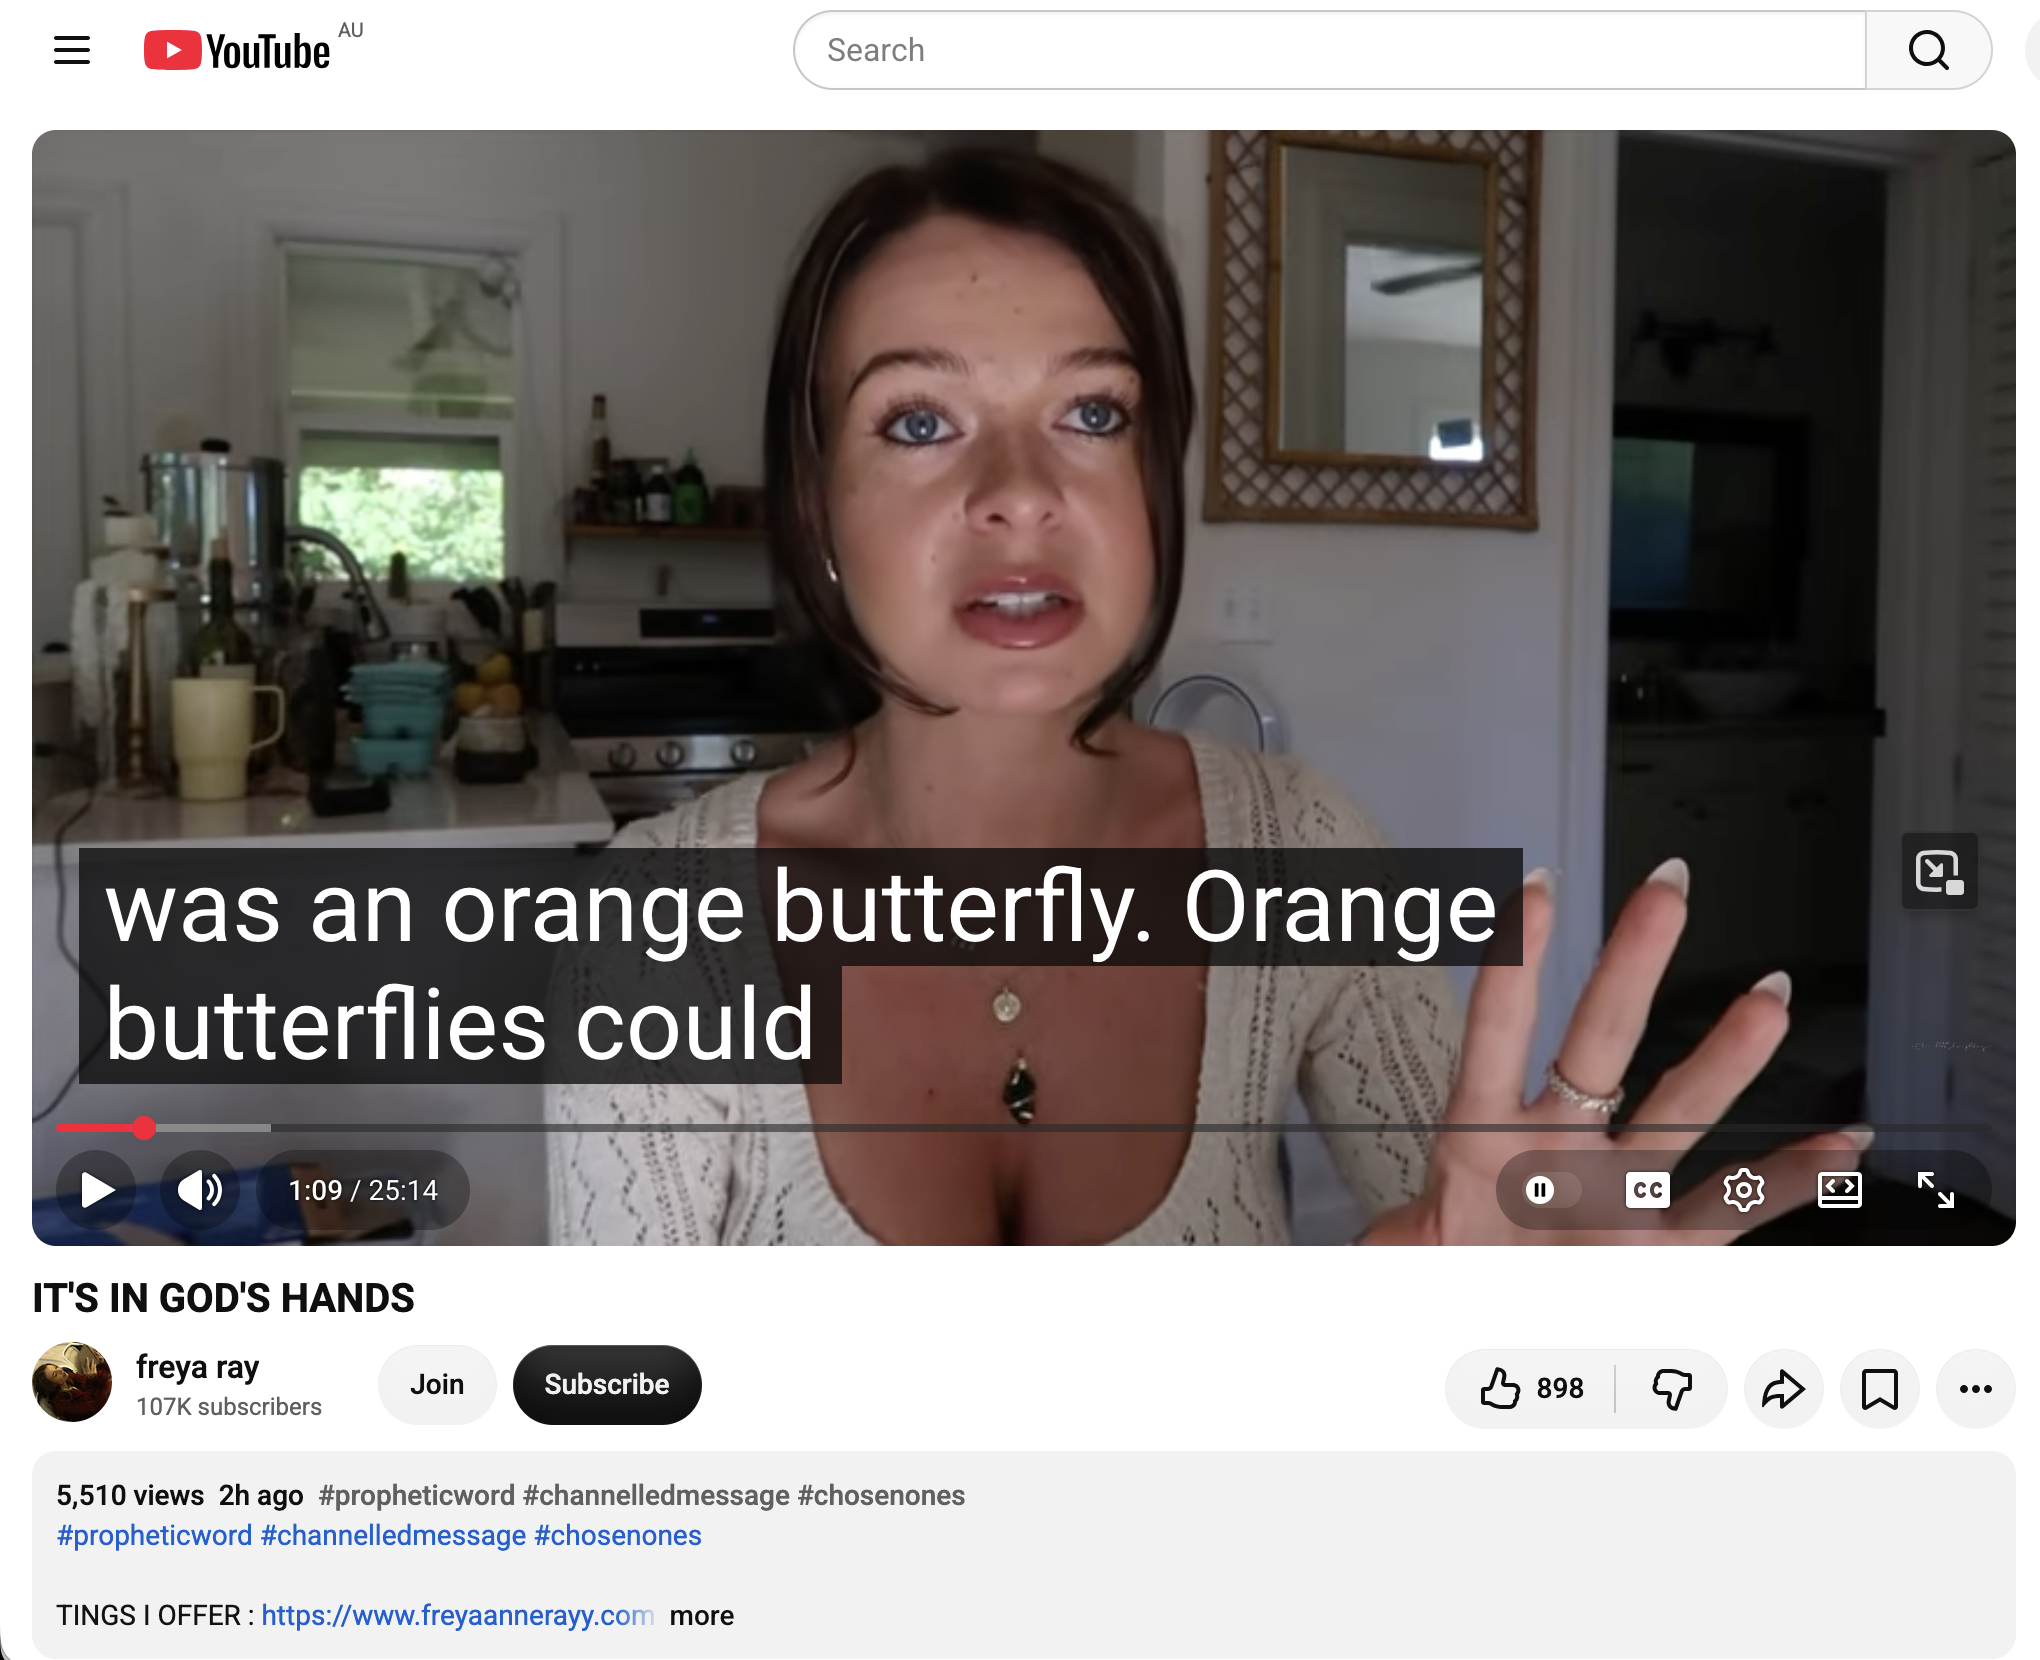 YouTube AU
Search
was an orange butterfly. Orange
butterflies could
1:09 / 25:14
CC
IT'S IN GOD'S HANDS
freya ray
107K subscribers
Join
Subscribe
898
5,510 views 2h ago #propheticword #channelledmessage #chosenones
#propheticword #channelledmessage #chosenones
TINGS I OFFER : https://www.freyaannerayy.com more